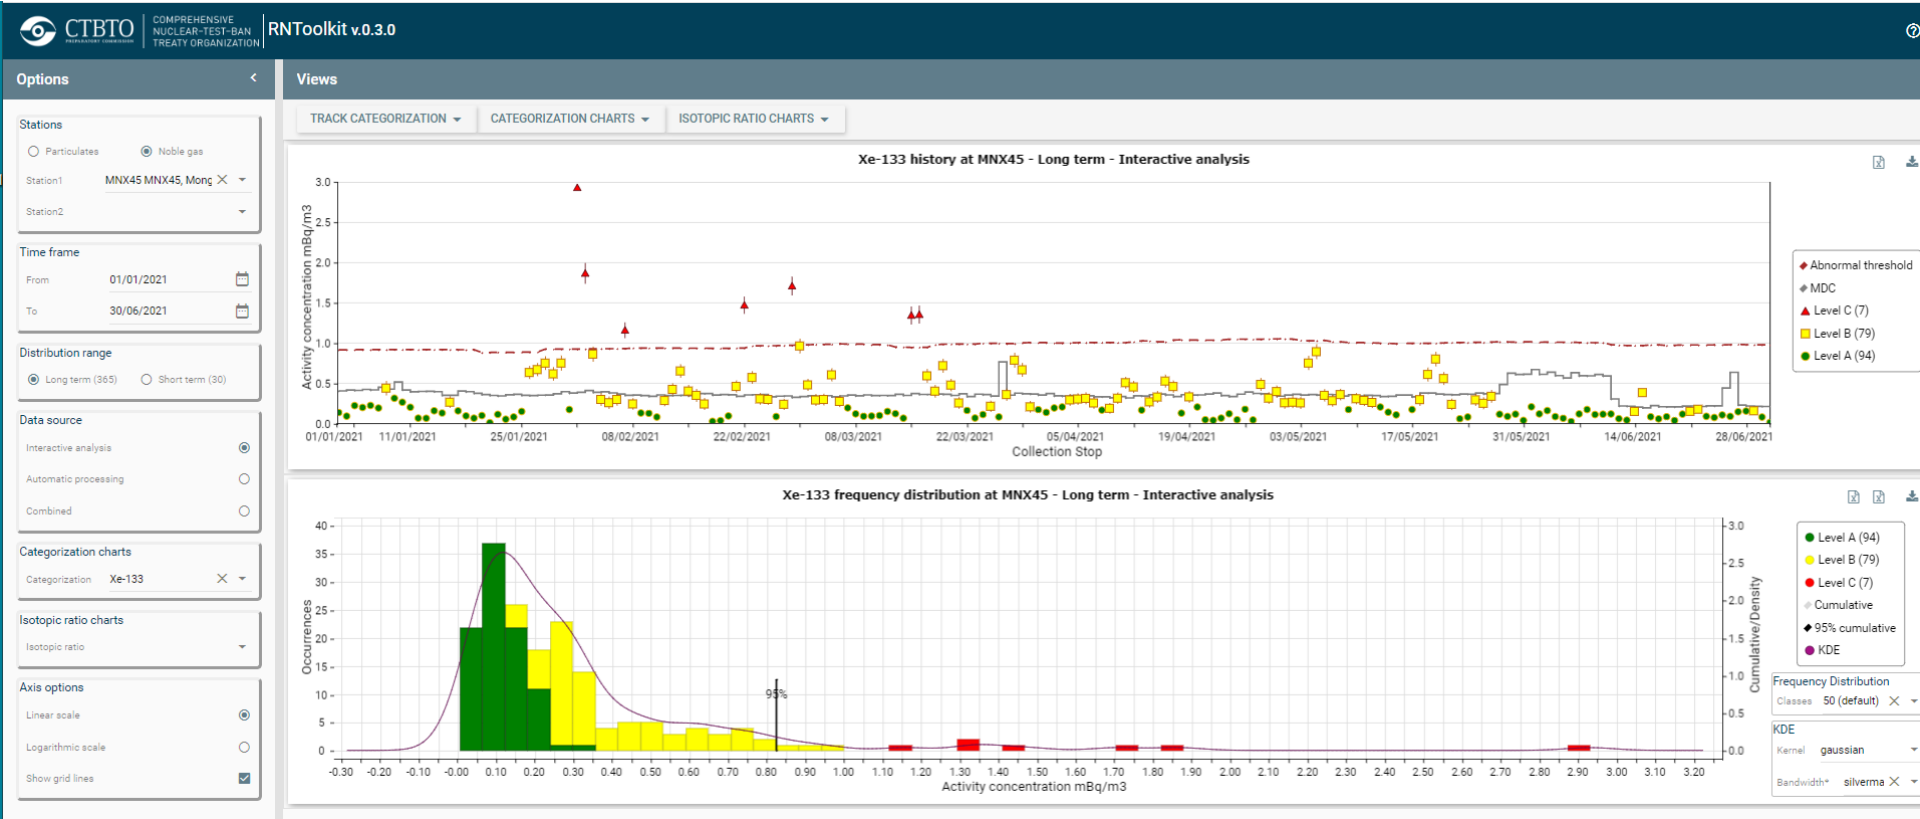 CTBTO
PREPARATORY COMMISSION
COMPREHENSIVE
NUCLEAR-TEST-BAN
TREATY ORGANIZATION
RNToolkit v.0.3.0
Options
Views
Stations
Particulates
Noble gas
Station1
MNX45 MNX45, Mong
Station2
Time frame
From
01/01/2021
To
30/06/2021
Distribution range
Long term (365)
Short term (30)
Data source
Interactive analysis
Automatic processing
Combined
Categorization charts
Categorization
Xe-133
Isotopic ratio charts
Isotopic ratio
Axis options
Linear scale
Logarithmic scale
Show grid lines
TRACK CATEGORIZATION
CATEGORIZATION CHARTS
ISOTOPIC RATIO CHARTS
Xe-133 history at MNX45 - Long term - Interactive analysis
Activity concentration mBq/m3
3.0
2.5
2.0
1.5
1.0
0.5
0.0
01/01/2021 11/01/2021 25/01/2021 08/02/2021 22/02/2021 08/03/2021 22/03/2021 05/04/2021 19/04/2021 03/05/2021 17/05/2021 31/05/2021 14/06/2021 28/06/2021
Collection Stop
Abnormal threshold
MDC
Level C (7)
Level B (79)
Level A (94)
Xe-133 frequency distribution at MNX45 - Long term - Interactive analysis
Occurrences
40
35
30
25
20
15
10
5
0
95%
3.0
2.5
2.0
1.5
1.0
0.5
0.0
Cumulative/Density
-0.30 -0.20 -0.10 -0.00 0.10 0.20 0.30 0.40 0.50 0.60 0.70 0.80 0.90 1.00 1.10 1.20 1.30 1.40 1.50 1.60 1.70 1.80 1.90 2.00 2.10 2.20 2.30 2.40 2.50 2.60 2.70 2.80 2.90 3.00 3.10 3.20
Activity concentration mBq/m3
Level A (94)
Level B (79)
Level C (7)
Cumulative
95% cumulative
KDE
Frequency Distribution
Classes
50 (default)
KDE
Kernel
gaussian
Bandwidth*
silverma